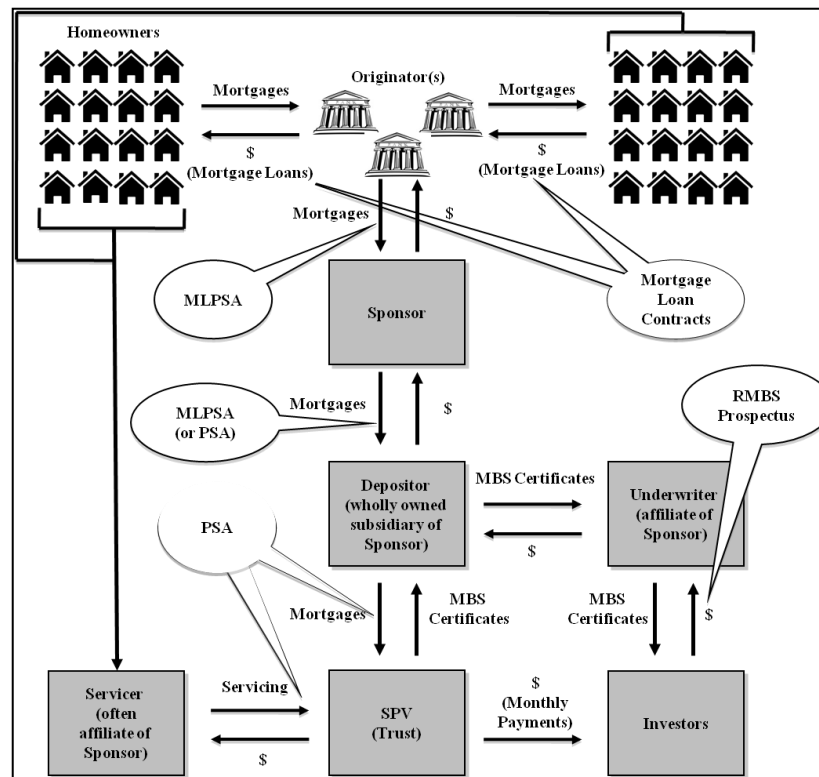 Homeowners
Originator(s)
Mortgages
Mortgages
$
(Mortgage Loans)
$
(Mortgage Loans)
Mortgages
$
MLPSA
Sponsor
Mortgage
Loan
Contracts
MLPSA
(or PSA)
Mortgages
$
RMBS
Prospectus
Depositor
(wholly owned
subsidiary of
Sponsor)
MBS Certificates
$
Underwriter
(affiliate of
Sponsor)
PSA
Mortgages
MBS
Certificates
MBS
Certificates
$
Servicer
(often
affiliate of
Sponsor)
Servicing
$
SPV
(Trust)
$
(Monthly
Payments)
Investors